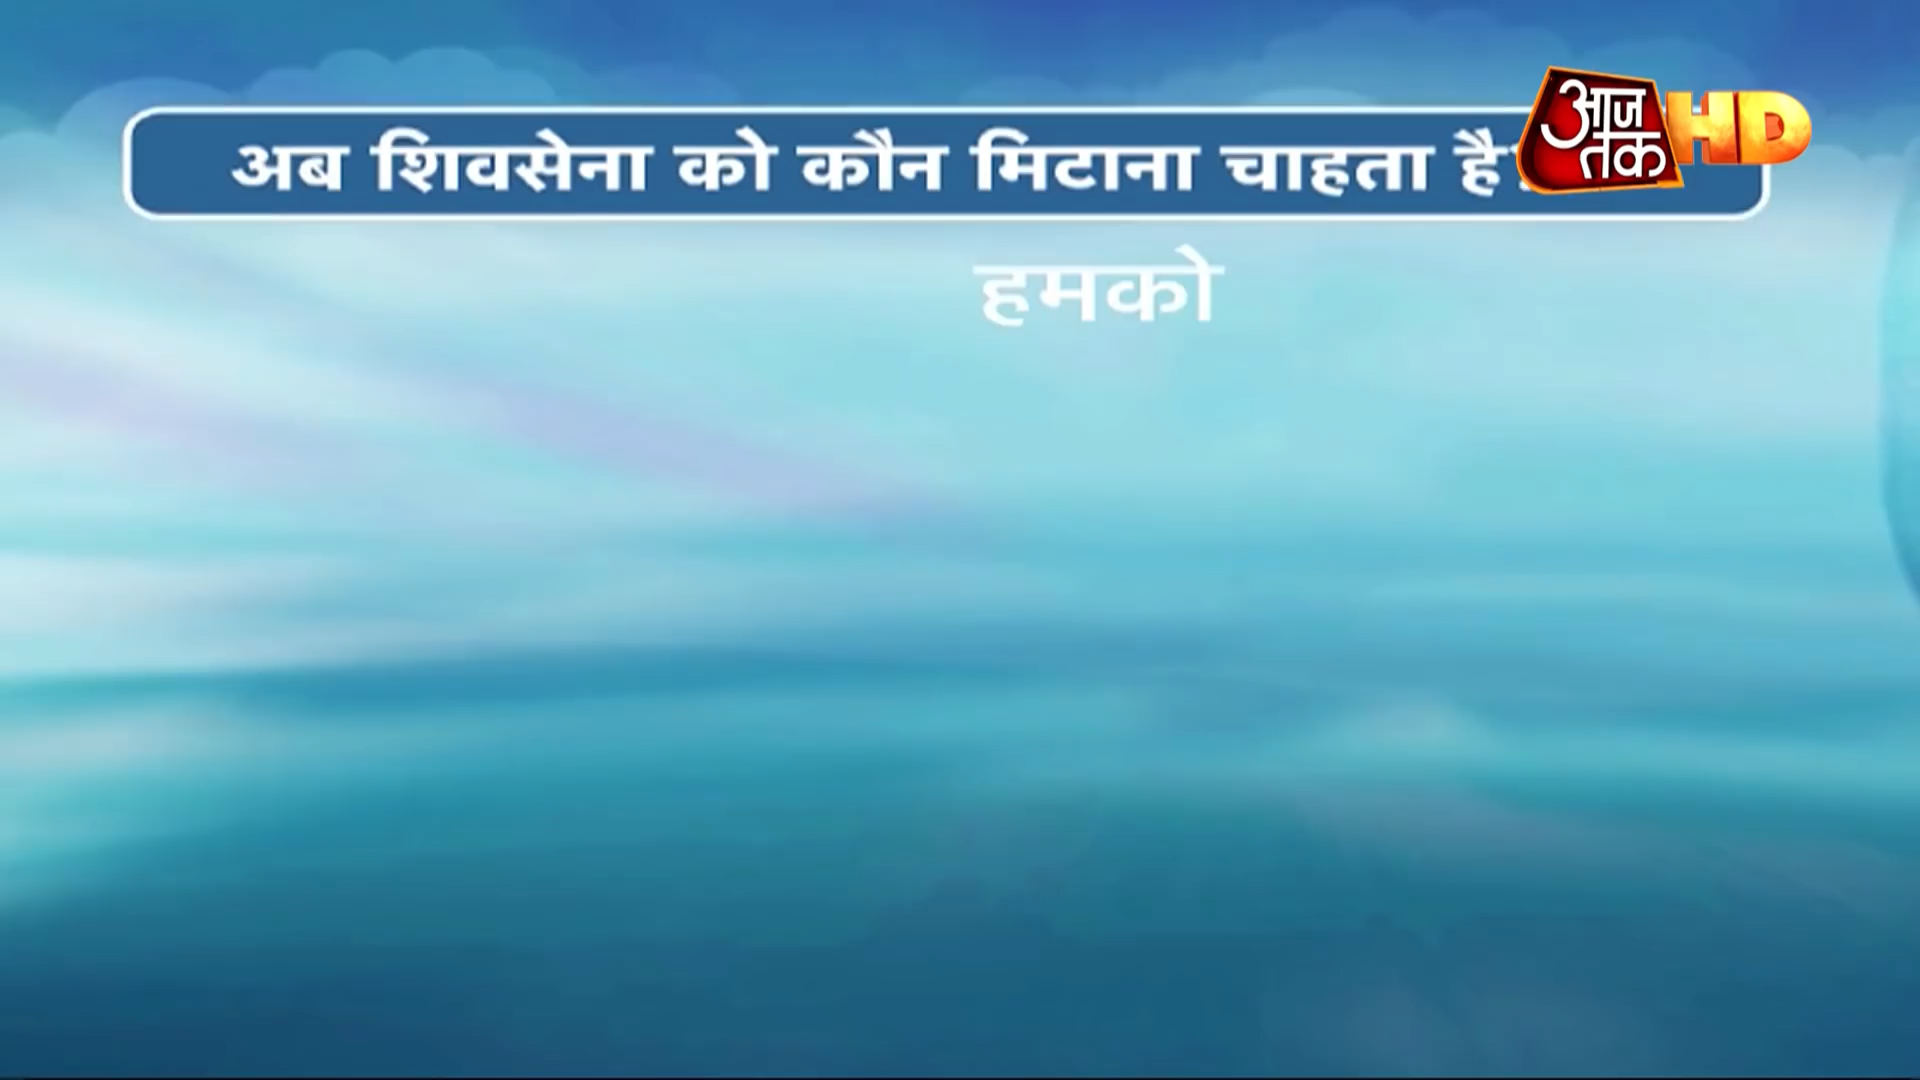 अब शिवसेना को कौन मिटाना चाहता है?
आज तक HD
हमको